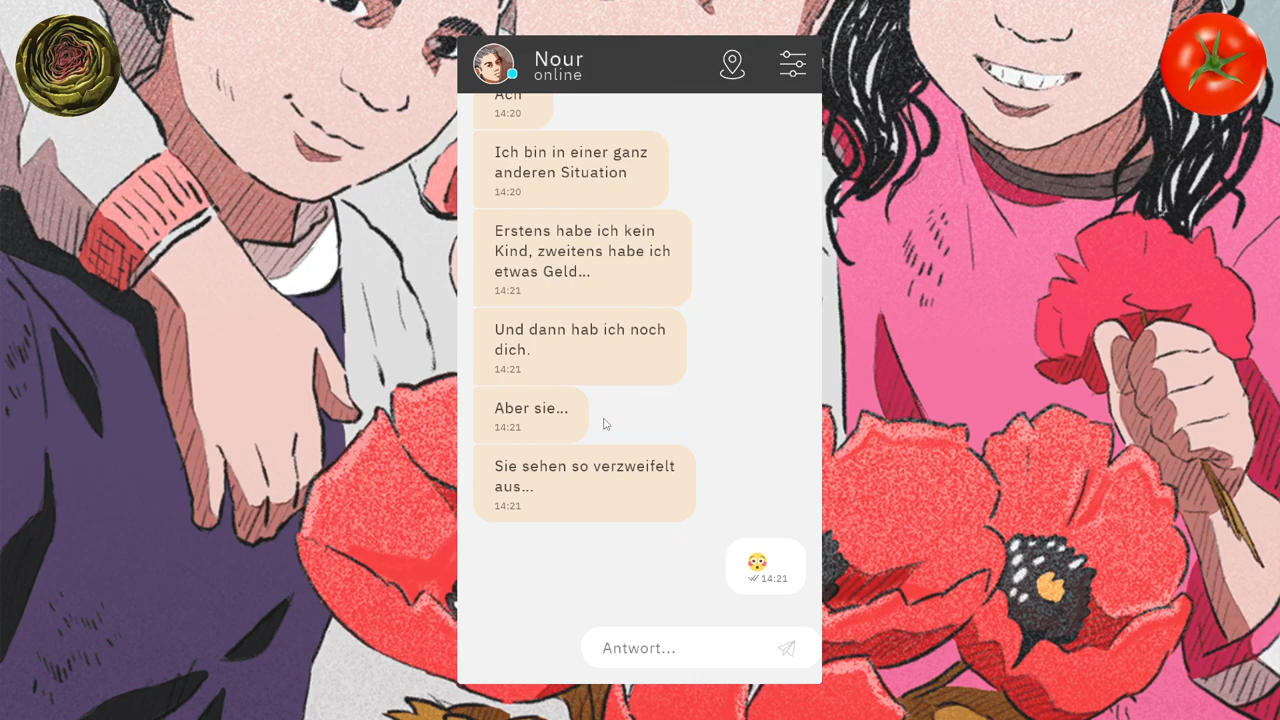 Nour
online
Ach
14:20
Ich bin in einer ganz
anderen Situation
14:20
Erstens habe ich kein
Kind, zweitens habe ich
etwas Geld...
14:21
Und dann hab ich noch
dich.
14:21
Aber sie...
14:21
Sie sehen so verzweifelt
aus...
14:21
14:21
Antwort...